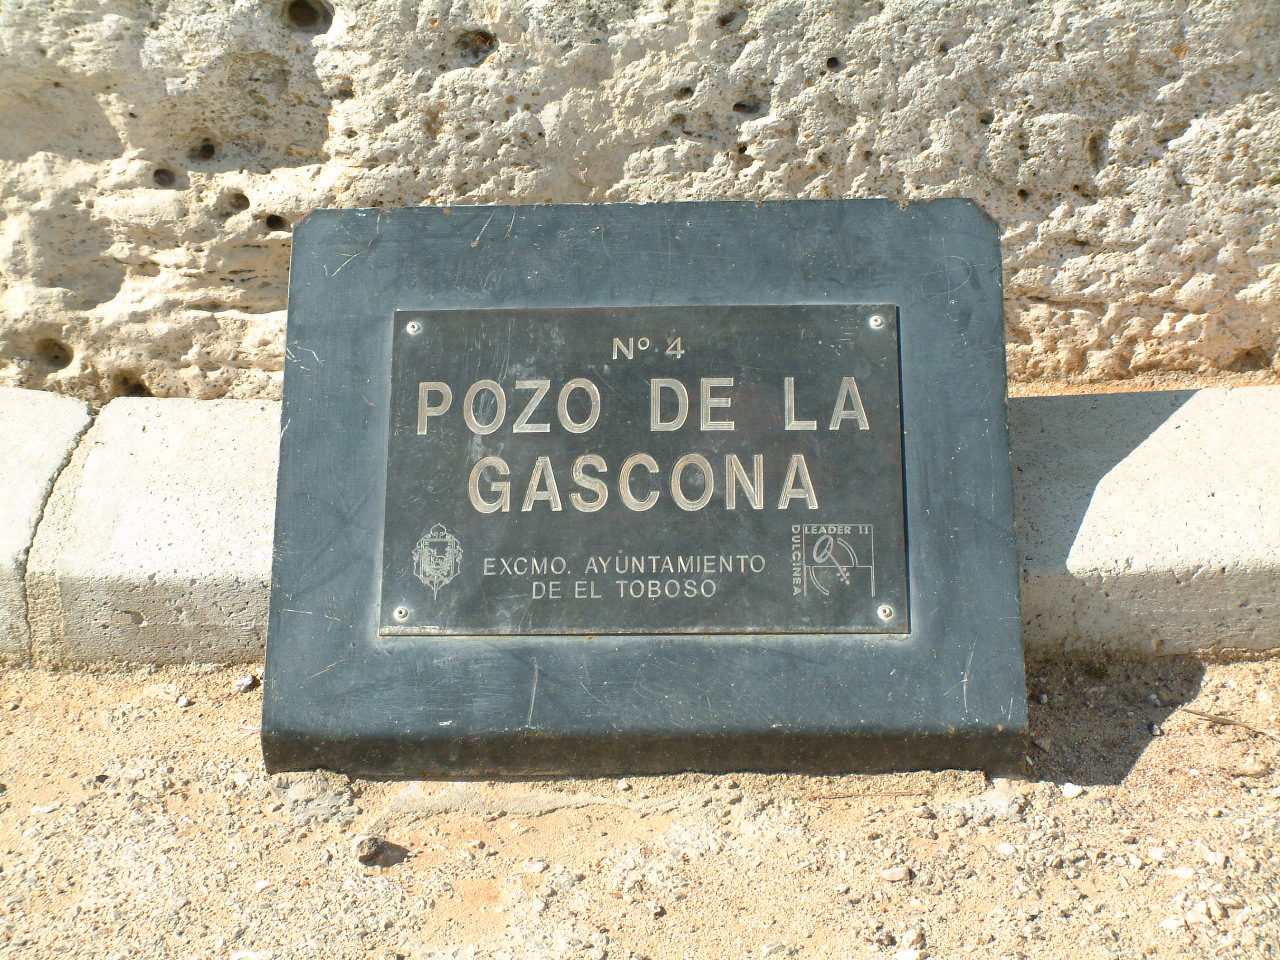 Nº 4
POZO DE LA
GASCONA
EXCMO. AYUNTAMIENTO
DE EL TOBOSO
LEADER II
DULCINEA